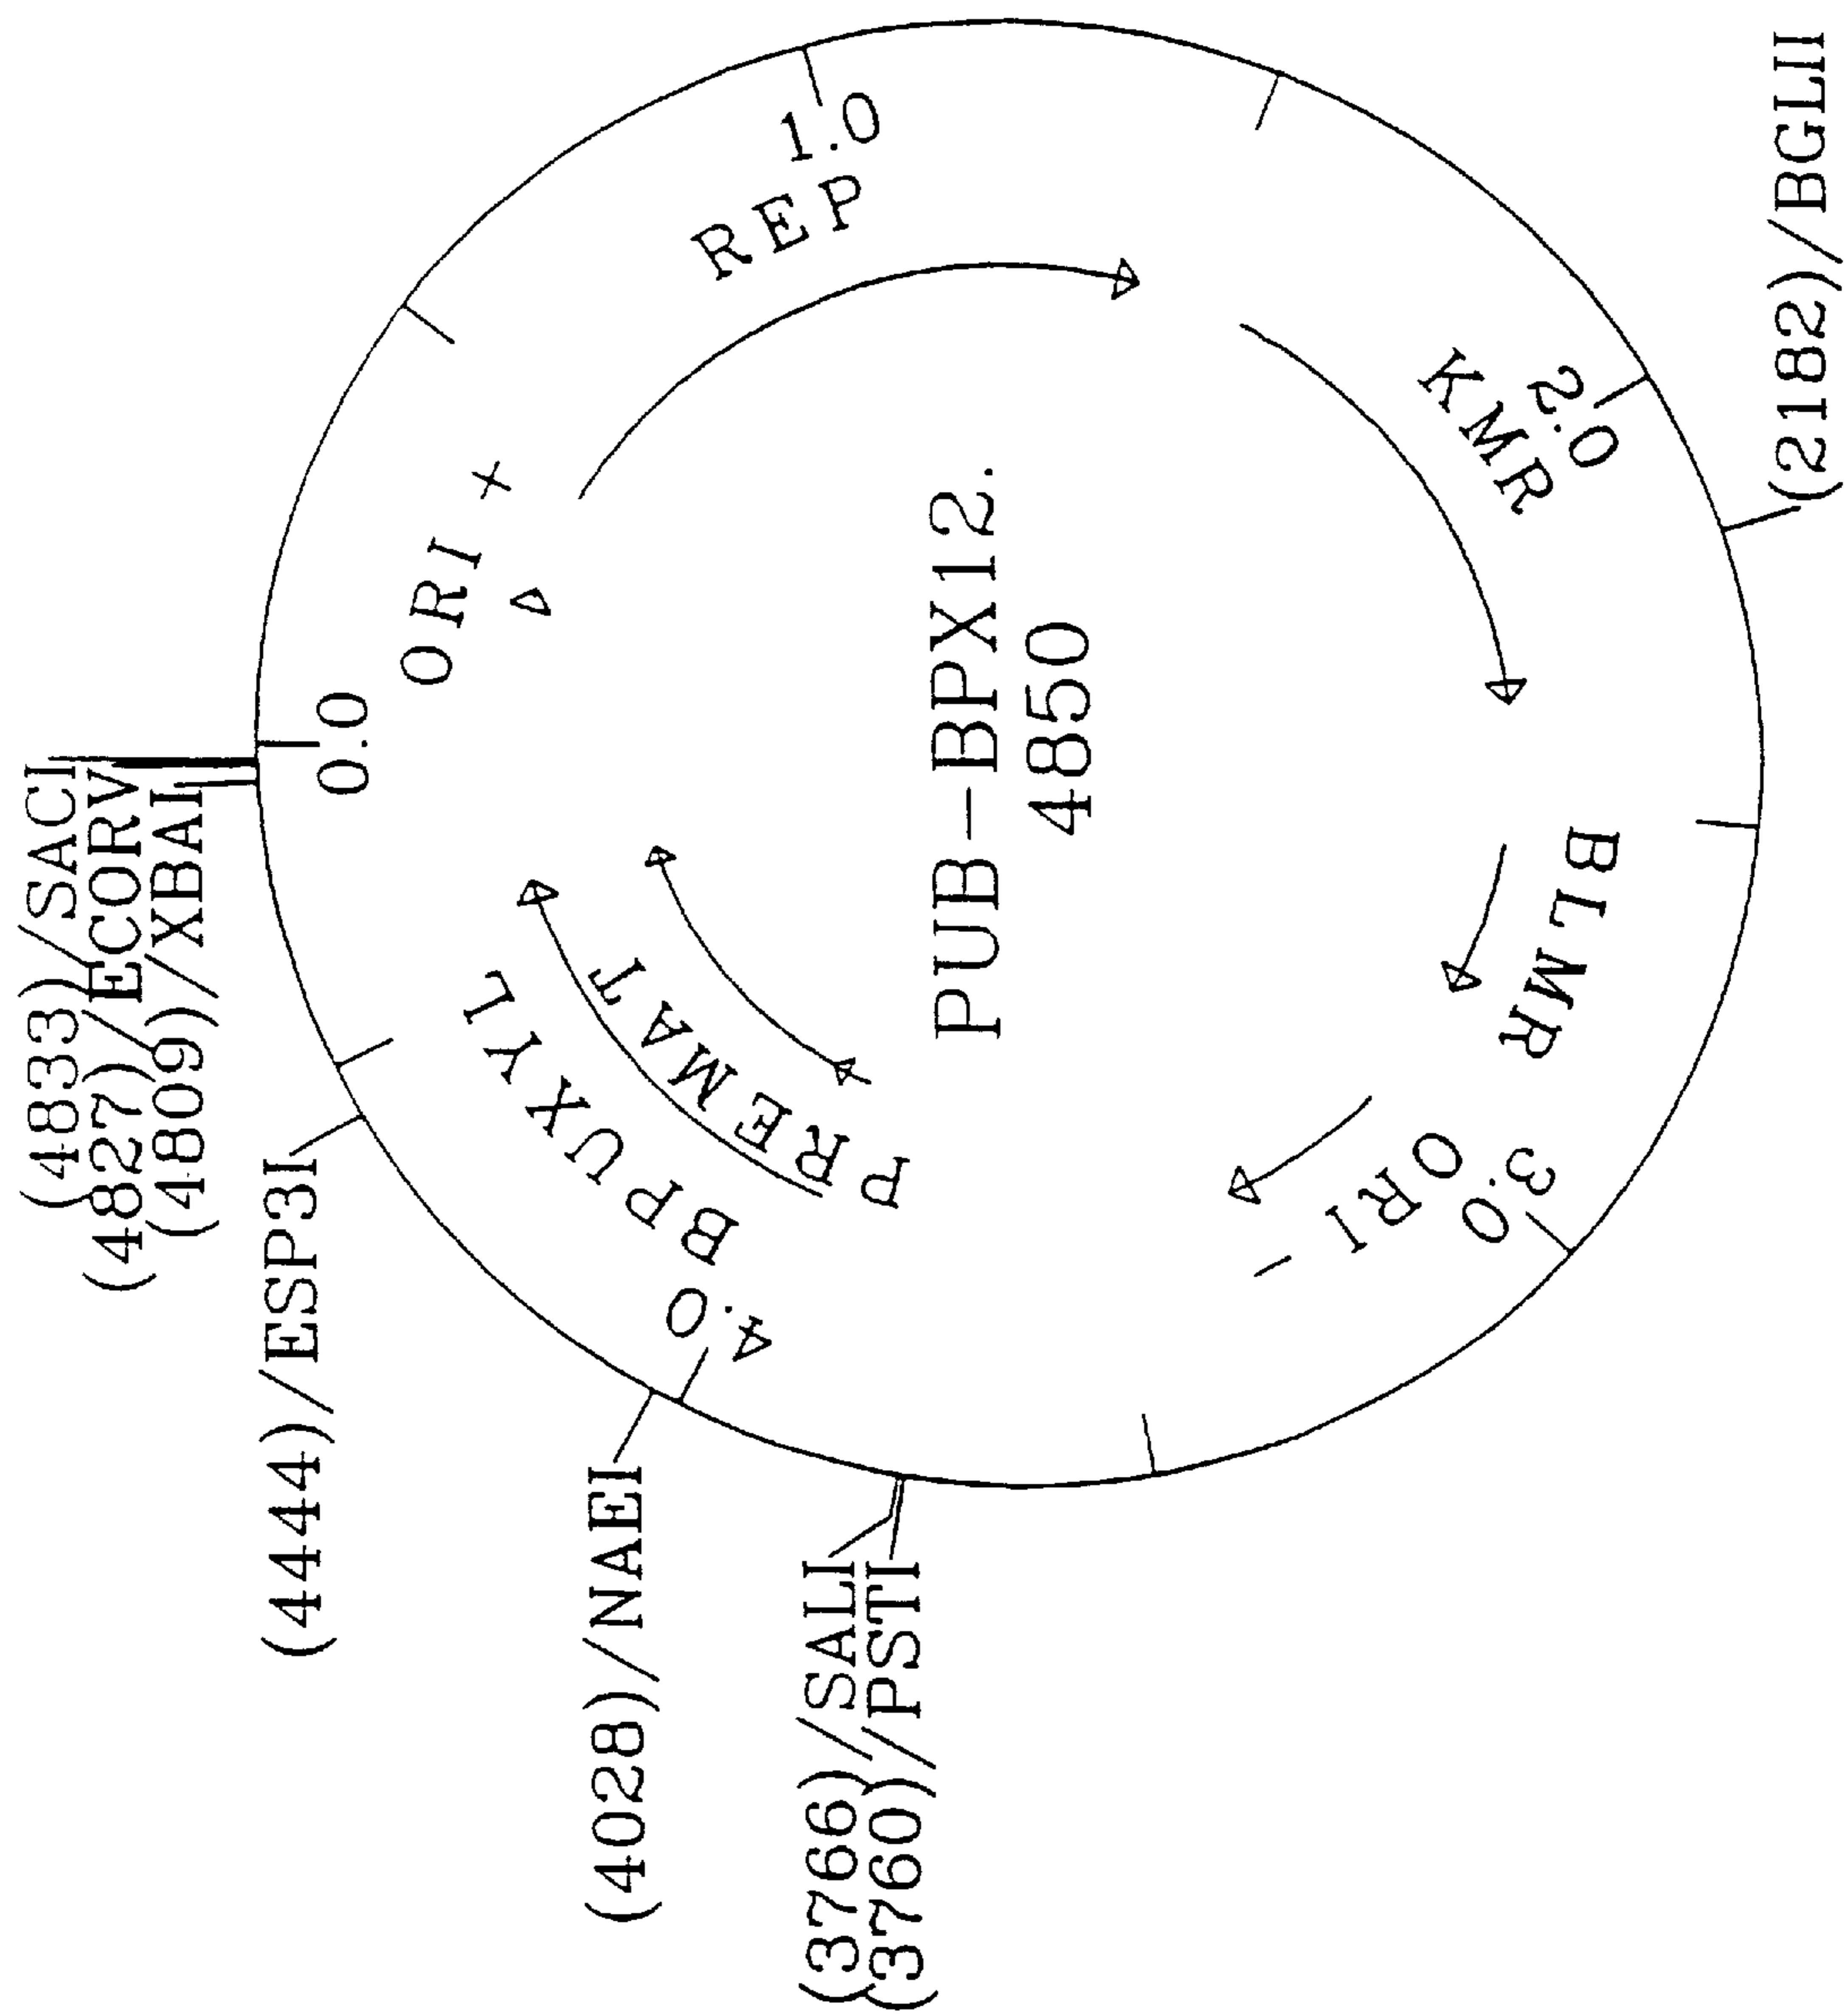 (4833)/SACI
(4827)/ECORV
(4809)/XBAI
(4444)/ESP3I
(4028)/NAEI
(3766)/SALI
(3760)/PSTI
(2182)/BGLII
0.0
1.0
2.0
3.0
4.0
ORI +
REP
KMR
BLMR
ORI -
BPUXYL
PREMAT
PUB-BPX12.
4850